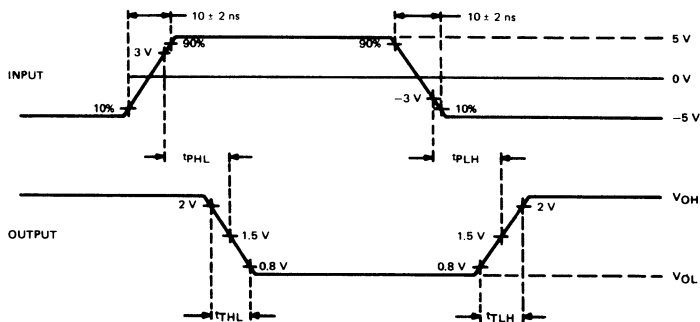 10 ± 2 ns 10 ± 2 ns
3 V 90% 90% 5 V
INPUT 0 V
10% −3 V 10% −5 V
tPHL tPLH
2 V 2 V VOH
OUTPUT 1.5 V 1.5 V
0.8 V 0.8 V VOL
tTHL tTLH